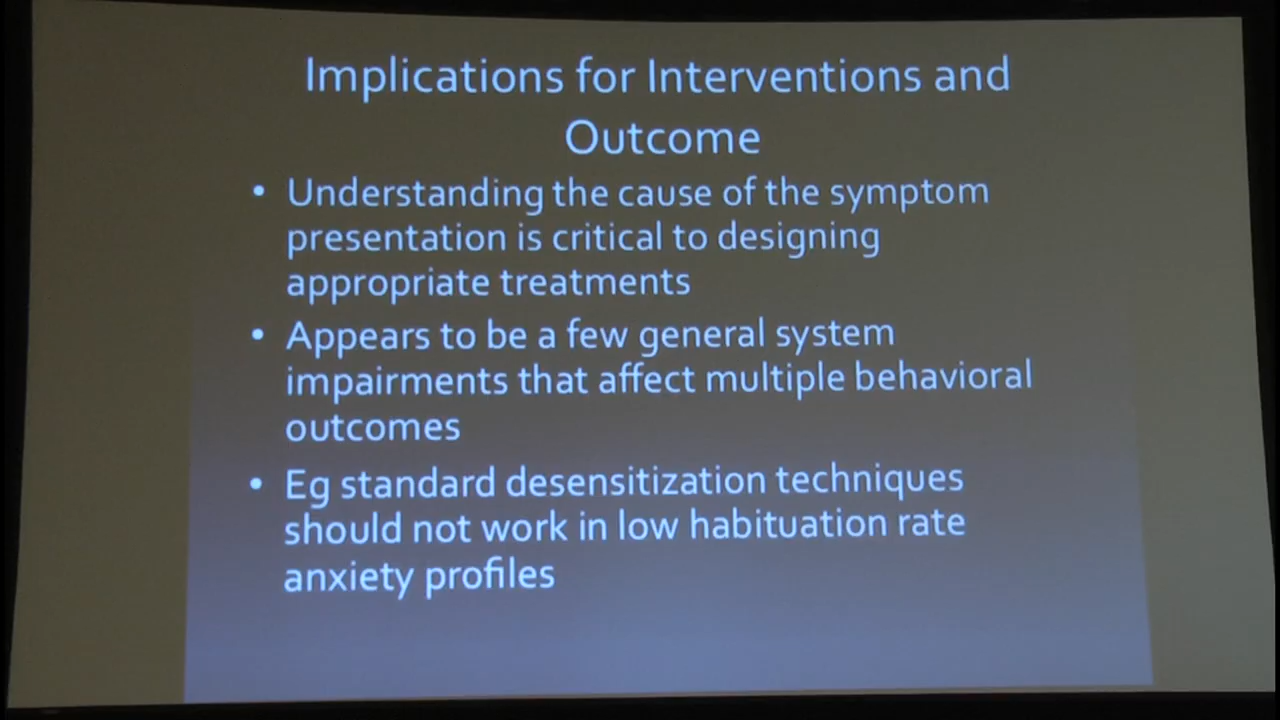 Implications for Interventions and
Outcome
• Understanding the cause of the symptom
presentation is critical to designing
appropriate treatments
• Appears to be a few general system
impairments that affect multiple behavioral
outcomes
• Eg standard desensitization techniques
should not work in low habituation rate
anxiety profiles